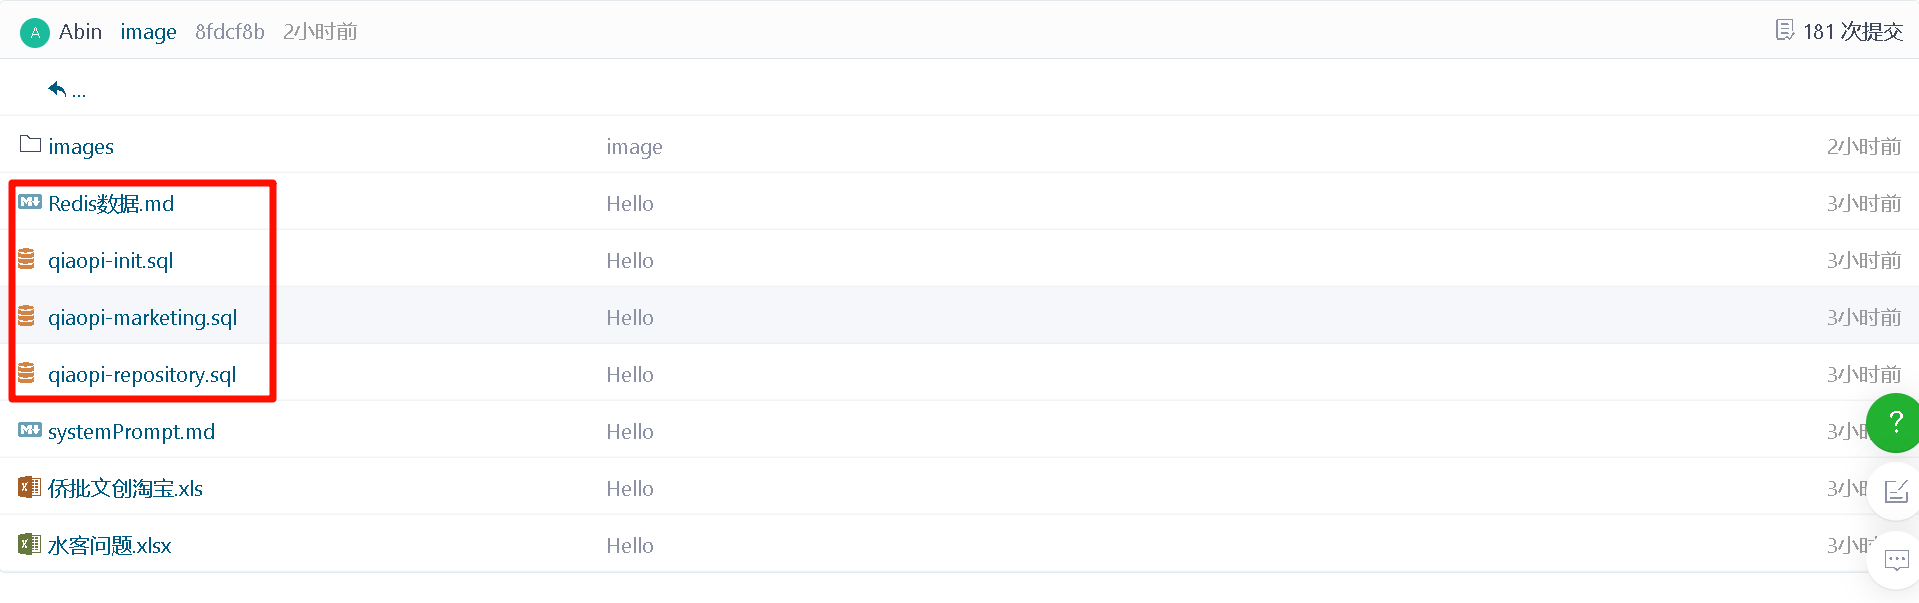 A Abin image 8fdcf8b 2小时前 181 次提交
...
images image 2小时前
Redis数据.md Hello 3小时前
qiaopi-init.sql Hello 3小时前
qiaopi-marketing.sql Hello 3小时前
qiaopi-repository.sql Hello 3小时前
systemPrompt.md Hello 3小
侨批文创淘宝.xls Hello 3小
水客问题.xlsx Hello 3小
?